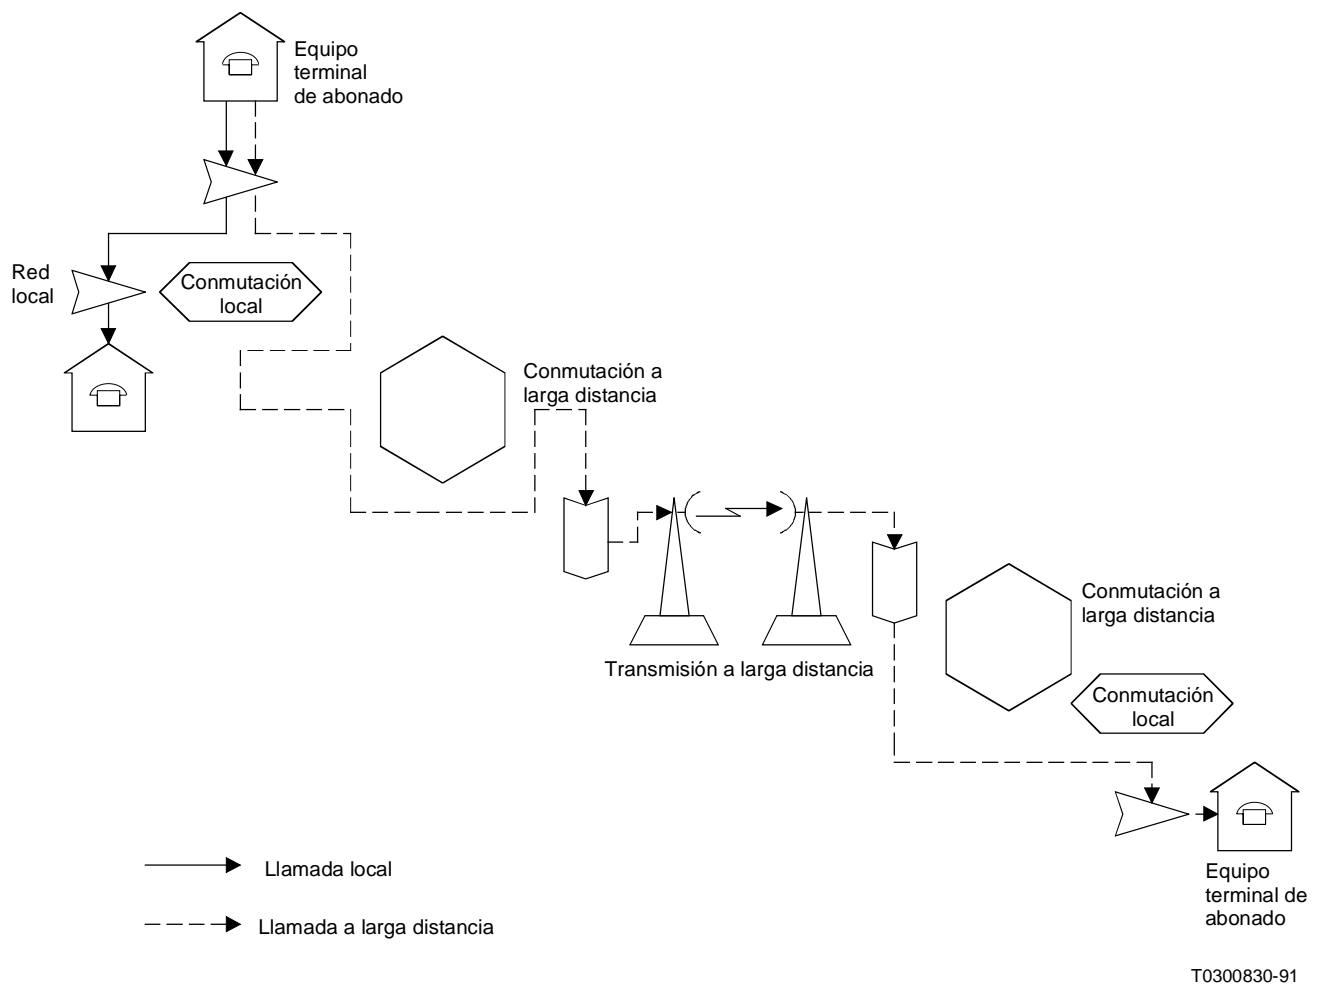 Equipo
terminal
de abonado
Red
local
Conmutación
local
Conmutación a
larga distancia
Transmisión a larga distancia
Conmutación a
larga distancia
Conmutación
local
Equipo
terminal de
abonado
Llamada local
Llamada a larga distancia
T0300830-91